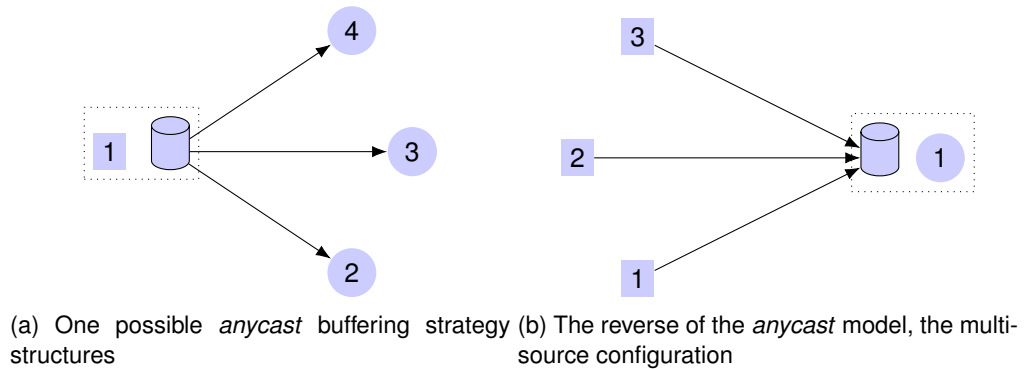 4
1
3
2
(a) One possible anycast buffering strategy
structures
3
2
1
1
(b) The reverse of the anycast model, the multi-
source configuration